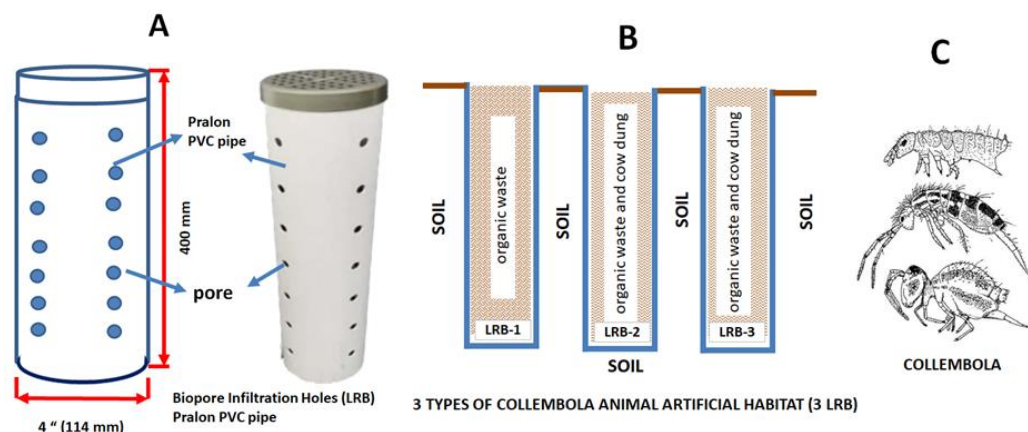 A
Pralon
PVC pipe
400 mm
pore
4 “ (114 mm)
Biopore Infiltration Holes (LRB)
Pralon PVC pipe
B
SOIL
organic waste
LRB-1
SOIL
organic waste and cow dung
LRB-2
SOIL
organic waste and cow dung
LRB-3
SOIL
SOIL
3 TYPES OF COLLEMBOLA ANIMAL ARTIFICIAL HABITAT (3 LRB)
C
COLLEMBOLA